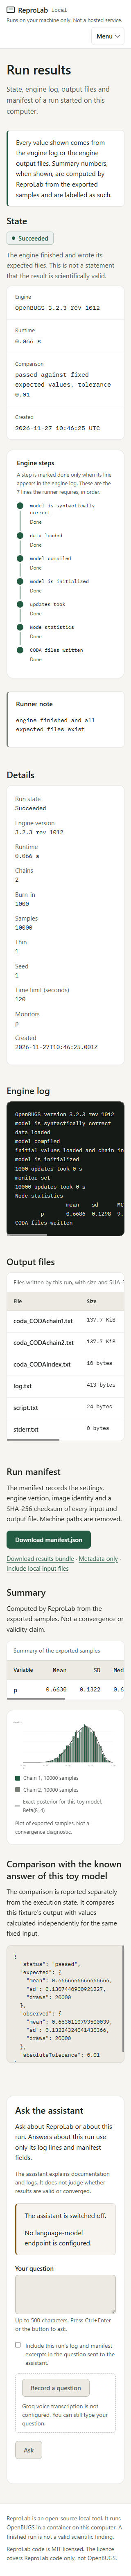 ReproLab local
Runs on your machine only. Not a hosted service.
Menu
Run results
State, engine log, output files and
manifest of a run started on this
computer.
Every value shown comes
from the engine log or the
engine output files. Summary
numbers, when shown, are
computed by ReproLab from
the exported samples and are
labelled as such.
State
Succeeded
The engine finished and wrote its
expected files. This is not a statement
that the result is scientifically valid.
Engine
OpenBUGS 3.2.3 rev 1012
Runtime
0.066 s
Comparison
passed against fixed
expected values, tolerance
0.01
Created
2026-11-27 10:46:25 UTC
Engine steps
A step is marked done only when its line
appears in the engine log. These are the
7 lines the runner requires, in order.
model is syntactically
correct
Done
data loaded
Done
model compiled
Done
model is initialized
Done
updates took
Done
Node statistics
Done
CODA files written
Done
Runner note
engine finished and all
expected files exist
Details
Run state
Succeeded
Engine version
3.2.3 rev 1012
Runtime
0.066 s
Chains
2
Burn-in
1000
Samples
10000
Thin
1
Seed
1
Time limit (seconds)
120
Monitors
p
Created
2026-11-27T10:46:25.001Z
Engine log
OpenBUGS version 3.2.3 rev 1012
model is syntactically correct
data loaded
model compiled
initial values loaded and chain in
model is initialized
1000 updates took 0 s
monitor set
10000 updates took 0 s
Node statistics
mean sd MC
p 0.6686 0.1298 9.
CODA files written
Output files
Files written by this run, with size and SHA-2
File Size
coda_CODAchain1.txt 137.7 KiB
coda_CODAchain2.txt 137.7 KiB
coda_CODAindex.txt 10 bytes
log.txt 413 bytes
script.txt 24 bytes
stderr.txt 0 bytes
Run manifest
The manifest records the settings,
engine version, image identity and a
SHA-256 checksum of every input and
output file. Machine paths are removed.
Download manifest.json
Download results bundle · Metadata only ·
Include local input files
Summary
Computed by ReproLab from the
exported samples. Not a convergence or
validity claim.
Summary of the exported samples
Variable Mean SD Med
p 0.6630 0.1322 0.6
Chain 1, 10000 samples
Chain 2, 10000 samples
Exact posterior for this toy model,
Beta(8, 4)
Plot of exported samples. Not a
convergence diagnostic.
Comparison with the known
answer of this toy model
The comparison is reported separately
from the execution state. It compares
this fixture's output with values
calculated independently for the same
fixed input.
{
"status": "passed",
"expected": {
"mean": 0.6666666666666666,
"sd": 0.130744090921227,
"draws": 20000
},
"observed": {
"mean": 0.6630110793500039,
"sd": 0.1322432404143036,
"draws": 20000
},
"absoluteTolerance": 0.01
Ask the assistant
Ask about ReproLab or about this
run. Answers about this run use
only its log lines and manifest
fields.
The assistant explains documentation
and logs. It does not judge whether
results are valid or converged.
The assistant is switched off.
No language-model
endpoint is configured.
Your question
Up to 500 characters. Press Ctrl+Enter
or the button to ask.
Include this run's log and manifest
excerpts in the question sent to the
assistant.
Record a question
Groq voice transcription is not
configured. You can still type your
question.
Ask
ReproLab is an open-source local tool. It runs
OpenBUGS in a container on this computer. A
finished run is not a valid scientific finding.
ReproLab code is MIT licensed. The licence
covers ReproLab code only, not OpenBUGS.